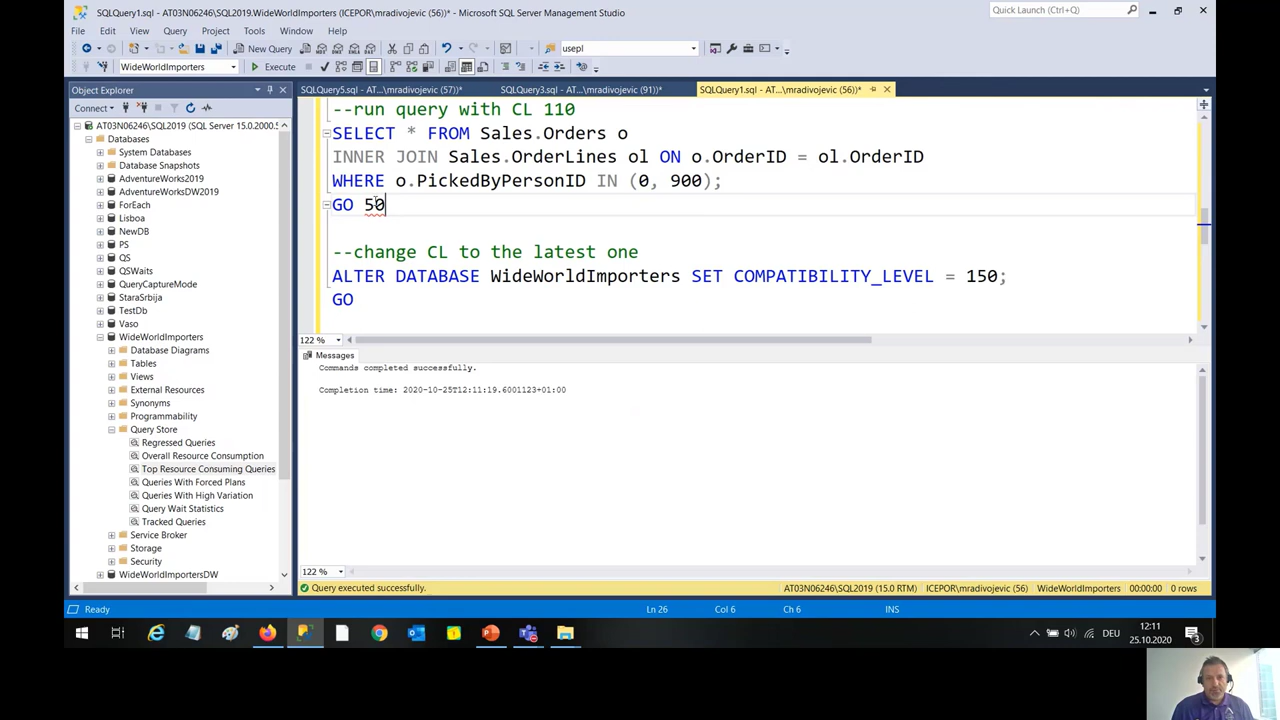 SQLQuery1.sql - AT03N06246\SQL2019.WideWorldImporters (ICEPOR\mradivojevic (56))* - Microsoft SQL Server Management Studio
Quick Launch (Ctrl+Q)
File Edit View Query Project Tools Window Help
New Query
usepl
WideWorldImporters
Execute
Object Explorer
SQLQuery5.sql - AT...\mradivojevic (57))*
SQLQuery3.sql - AT...\mradivojevic (91))*
SQLQuery1.sql - AT...\mradivojevic (56))*
Connect
AT03N06246\SQL2019 (SQL Server 15.0.2000.5
Databases
System Databases
Database Snapshots
AdventureWorks2019
AdventureWorksDW2019
ForEach
Lisboa
NewDB
PS
QS
QSWaits
QueryCaptureMode
StaraSrbija
TestDb
Vaso
WideWorldImporters
Database Diagrams
Tables
Views
External Resources
Synonyms
Programmability
Query Store
Regressed Queries
Overall Resource Consumption
Top Resource Consuming Queries
Queries With Forced Plans
Queries With High Variation
Query Wait Statistics
Tracked Queries
Service Broker
Storage
Security
WideWorldImportersDW
--run query with CL 110
SELECT * FROM Sales.Orders o
INNER JOIN Sales.OrderLines ol ON o.OrderID = ol.OrderID
WHERE o.PickedByPersonID IN (0, 900);
GO 50
--change CL to the latest one
ALTER DATABASE WideWorldImporters SET COMPATIBILITY_LEVEL = 150;
GO
122 %
Messages
Commands completed successfully.
Completion time: 2020-10-25T12:11:19.6001123+01:00
122 %
Query executed successfully.
AT03N06246\SQL2019 (15.0 RTM) ICEPOR\mradivojevic (56) WideWorldImporters 00:00:00 0 rows
Ready
Ln 26 Col 6 Ch 6 INS
DEU
12:11
25.10.2020
3